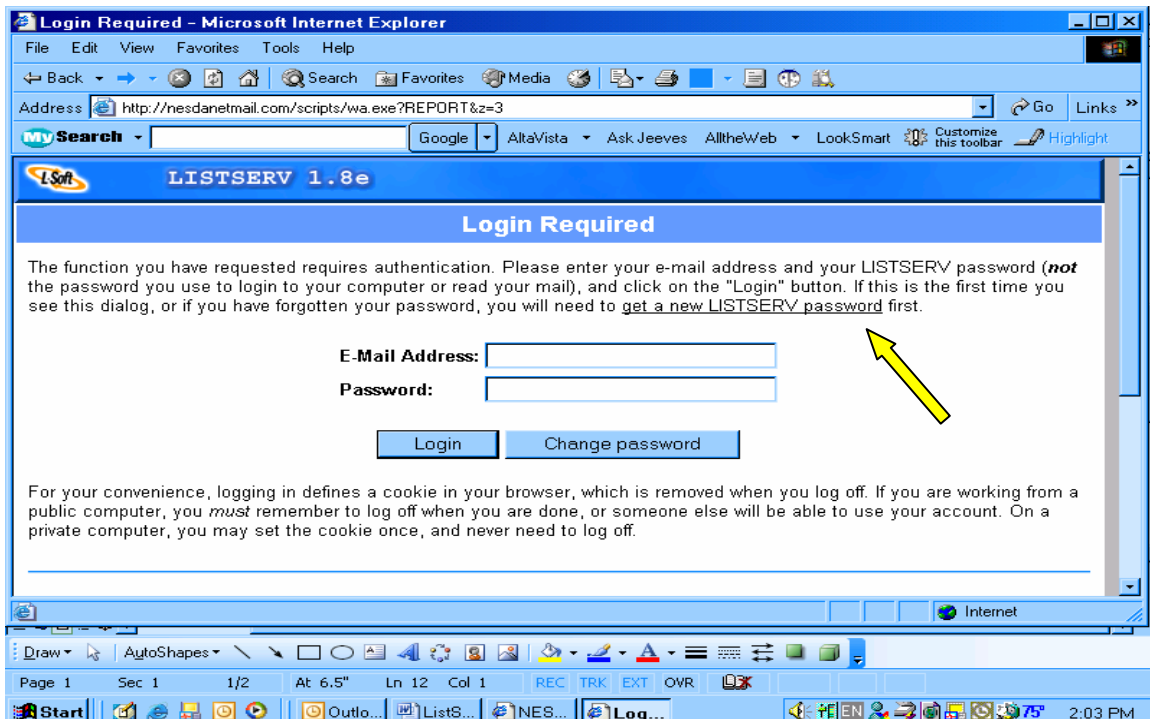 Login Required - Microsoft Internet Explorer
File Edit View Favorites Tools Help
Back Search Favorites Media
Address http://nesdanetmail.com/scripts/wa.exe?REPORT&z=3 Go Links »
My Search Google AltaVista Ask Jeeves AlltheWeb LookSmart Customize this toolbar Highlight
L-Soft LISTSERV 1.8e
Login Required
The function you have requested requires authentication. Please enter your e-mail address and your LISTSERV password (not
the password you use to login to your computer or read your mail), and click on the "Login" button. If this is the first time you
see this dialog, or if you have forgotten your password, you will need to get a new LISTSERV password first.
E-Mail Address:
Password:
Login Change password
For your convenience, logging in defines a cookie in your browser, which is removed when you log off. If you are working from a
public computer, you must remember to log off when you are done, or someone else will be able to use your account. On a
private computer, you may set the cookie once, and never need to log off.
Internet
Draw AutoShapes
Page 1 Sec 1 1/2 At 6.5" Ln 12 Col 1 REC TRK EXT OVR
Start Outlo... ListS... NES... Log... EN 75° 2:03 PM